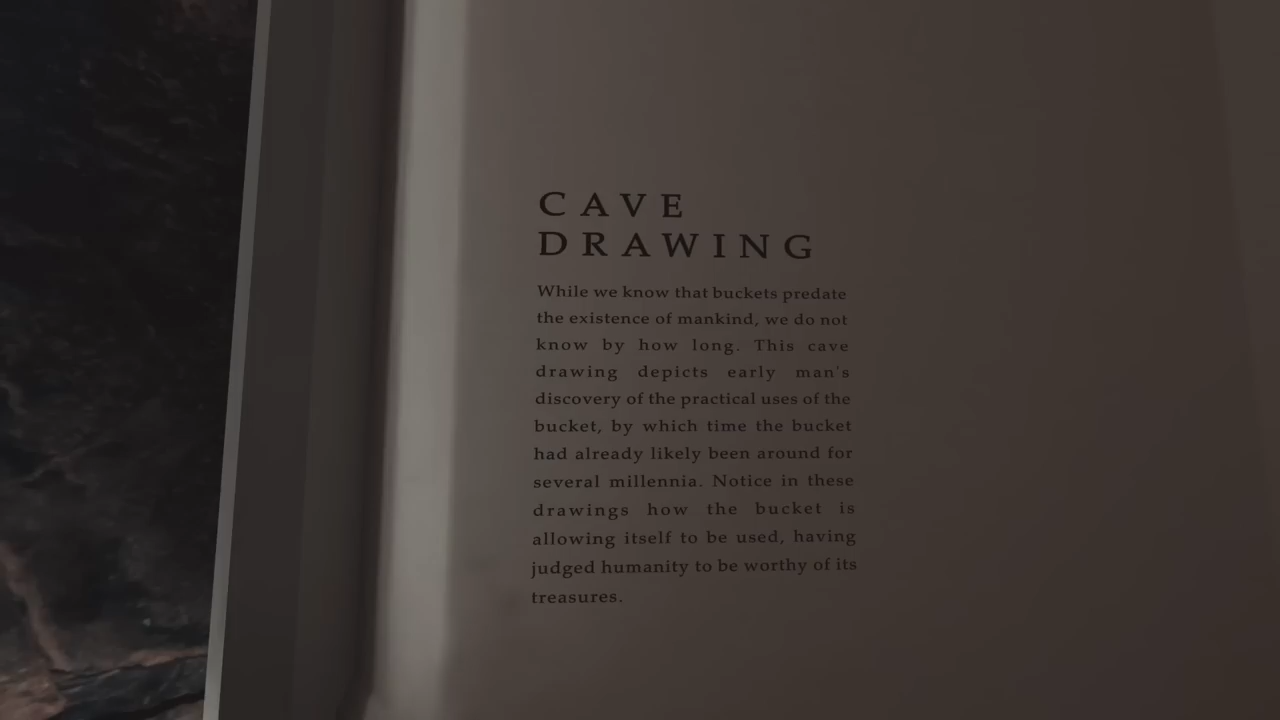 CAVE
DRAWING
While we know that buckets predate
the existence of mankind, we do not
know by how long. This cave
drawing depicts early man's
discovery of the practical uses of the
bucket, by which time the bucket
had already likely been around for
several millennia. Notice in these
drawings how the bucket is
allowing itself to be used, having
judged humanity to be worthy of its
treasures.